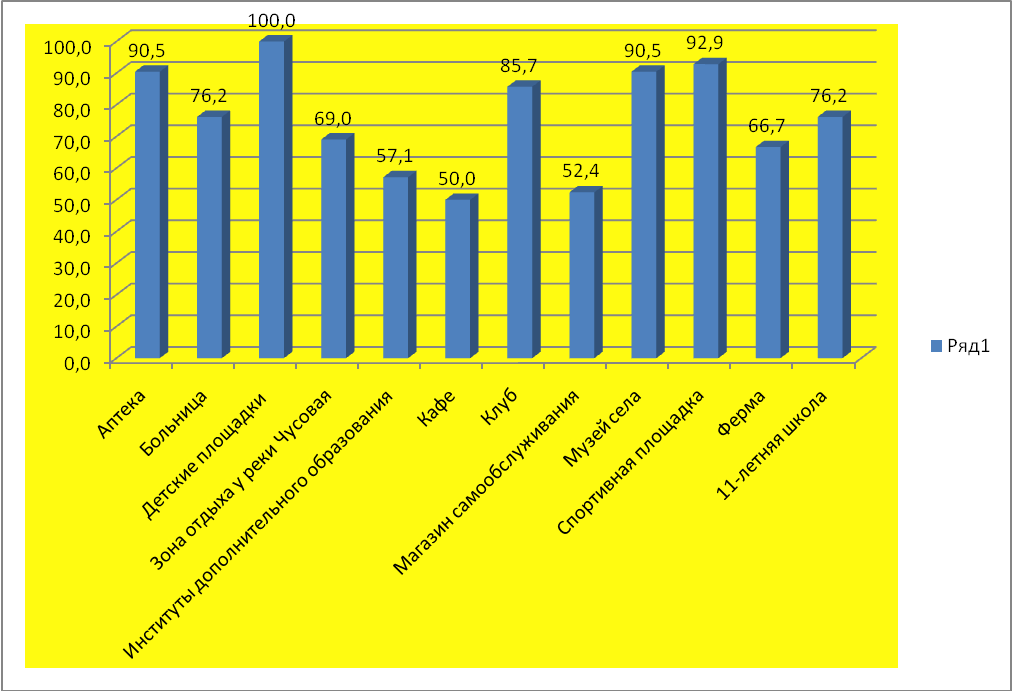 100,0
90,0
80,0
70,0
60,0
50,0
40,0
30,0
20,0
10,0
0,0
90,5
76,2
100,0
69,0
57,1
50,0
85,7
52,4
90,5
92,9
66,7
76,2
Аптека
Больница
Детские площадки
Зона отдыха у реки Чусовая
Институты дополнительного образования
Кафе
Клуб
Магазин самообслуживания
Музей села
Спортивная площадка
Ферма
11-летняя школа
Ряд1